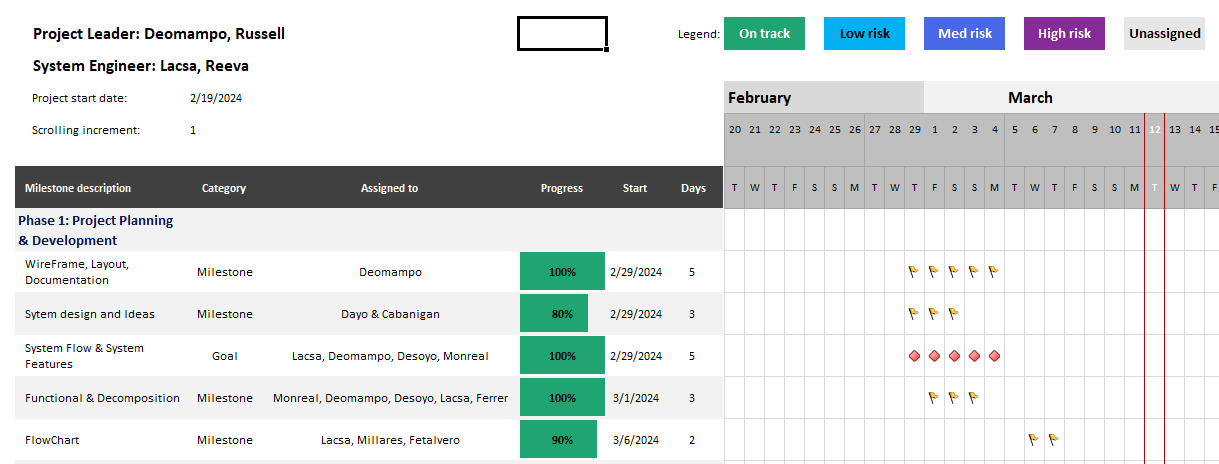 Project Leader: Deomampo, Russell
Legend: On track Low risk Med risk High risk Unassigned
System Engineer: Lacsa, Reeva
Project start date: 2/19/2024
February March
Scrolling increment: 1
20 21 22 23 24 25 26 27 28 29 1 2 3 4 5 6 7 8 9 10 11 12 13 14 15
Milestone description Category Assigned to Progress Start Days T W T F S S M T W T F S S M T W T F S S M T W T F
Phase 1: Project Planning
& Development
WireFrame, Layout,
Documentation Milestone Deomampo 100% 2/29/2024 5
Sytem design and Ideas Milestone Dayo & Cabanigan 80% 2/29/2024 3
System Flow & System
Features Goal Lacsa, Deomampo, Desoyo, Monreal 100% 2/29/2024 5
Functional & Decomposition Milestone Monreal, Deomampo, Desoyo, Lacsa, Ferrer 100% 3/1/2024 3
FlowChart Milestone Lacsa, Millares, Fetalvero 90% 3/6/2024 2